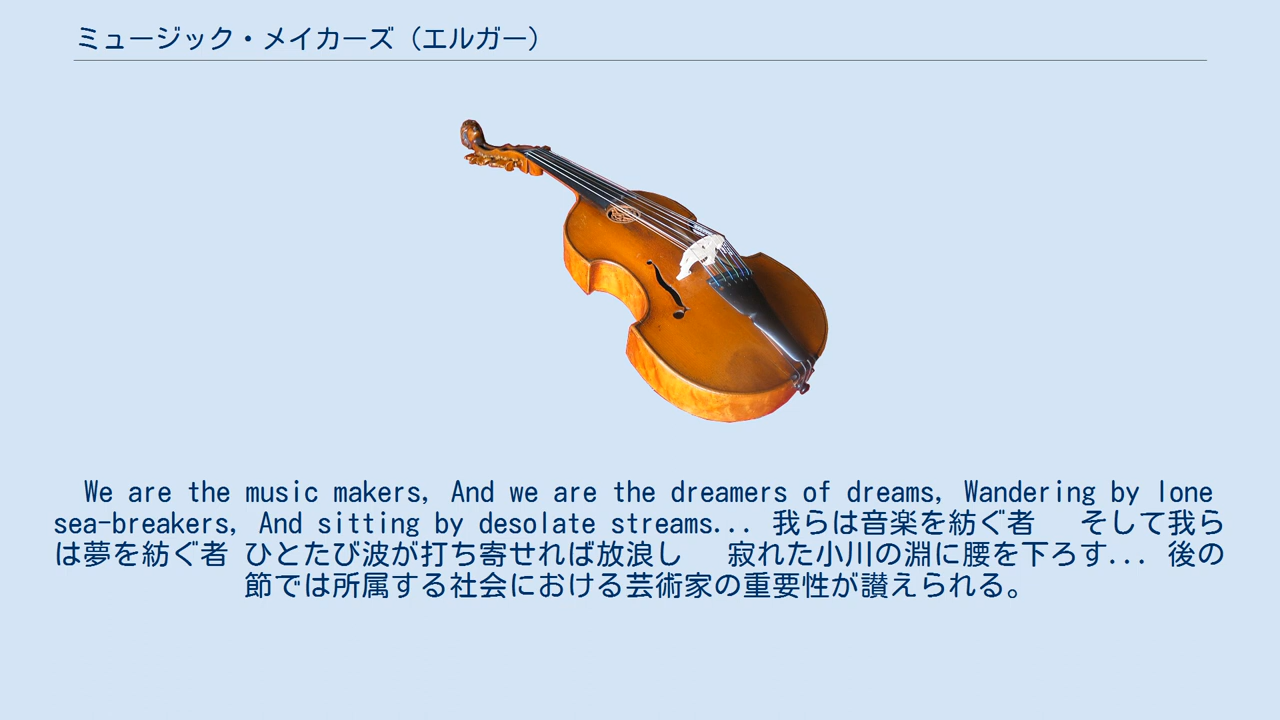 ミュージック・メイカーズ（エルガー）
We are the music makers, And we are the dreamers of dreams, Wandering by lone
sea-breakers, And sitting by desolate streams... 我らは音楽を紡ぐ者　 そして我ら
は夢を紡ぐ者 ひとたび波が打ち寄せれば放浪し　 寂れた小川の淵に腰を下ろす... 後の
節では所属する社会における芸術家の重要性が讃えられる。